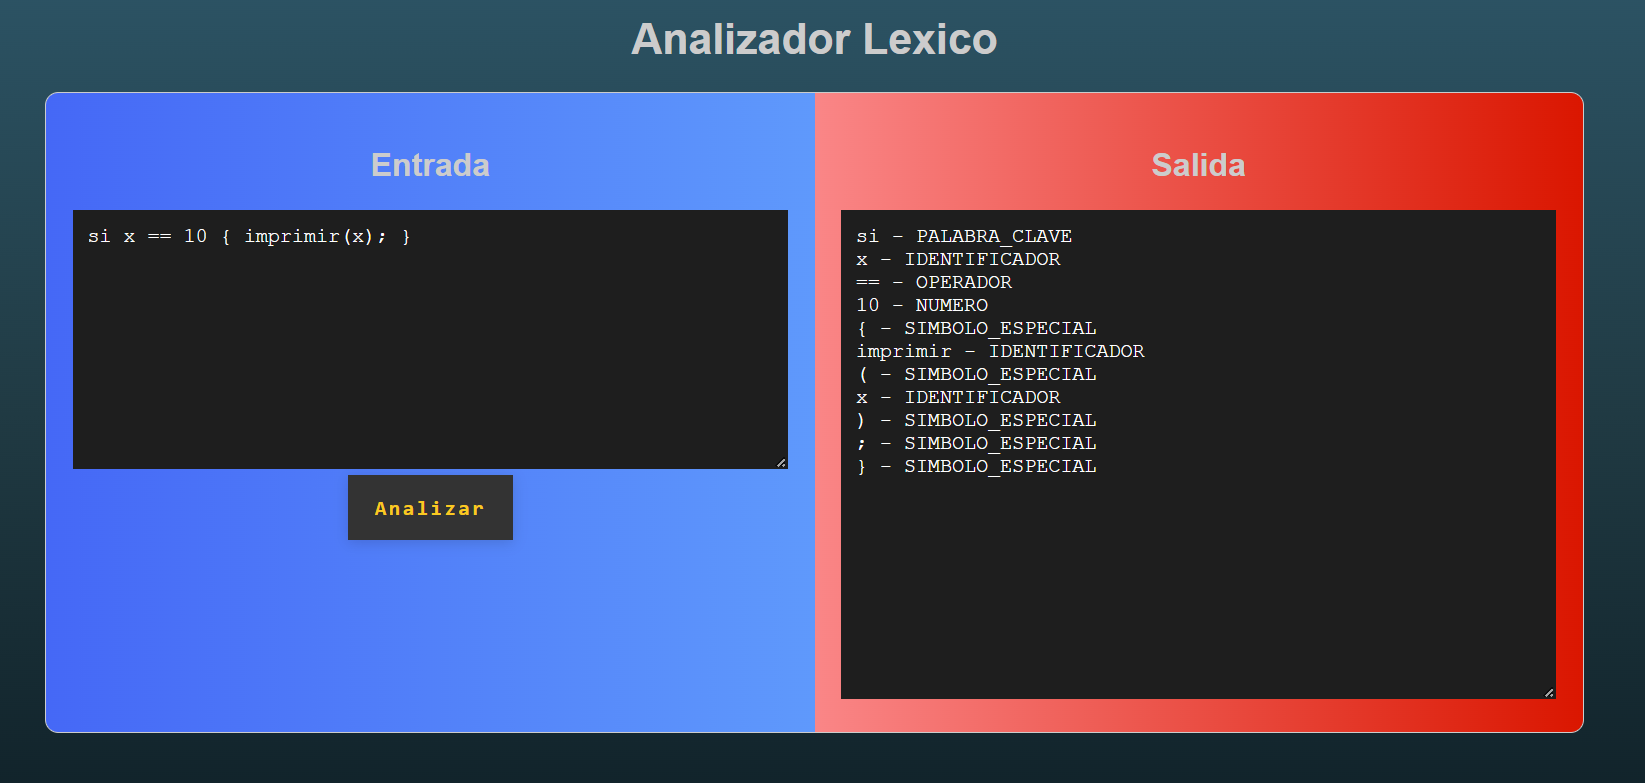 Analizador Lexico
Entrada
si x == 10 { imprimir(x); }
Analizar
Salida
si - PALABRA_CLAVE
x - IDENTIFICADOR
== - OPERADOR
10 - NUMERO
{ - SIMBOLO_ESPECIAL
imprimir - IDENTIFICADOR
( - SIMBOLO_ESPECIAL
x - IDENTIFICADOR
) - SIMBOLO_ESPECIAL
; - SIMBOLO_ESPECIAL
} - SIMBOLO_ESPECIAL